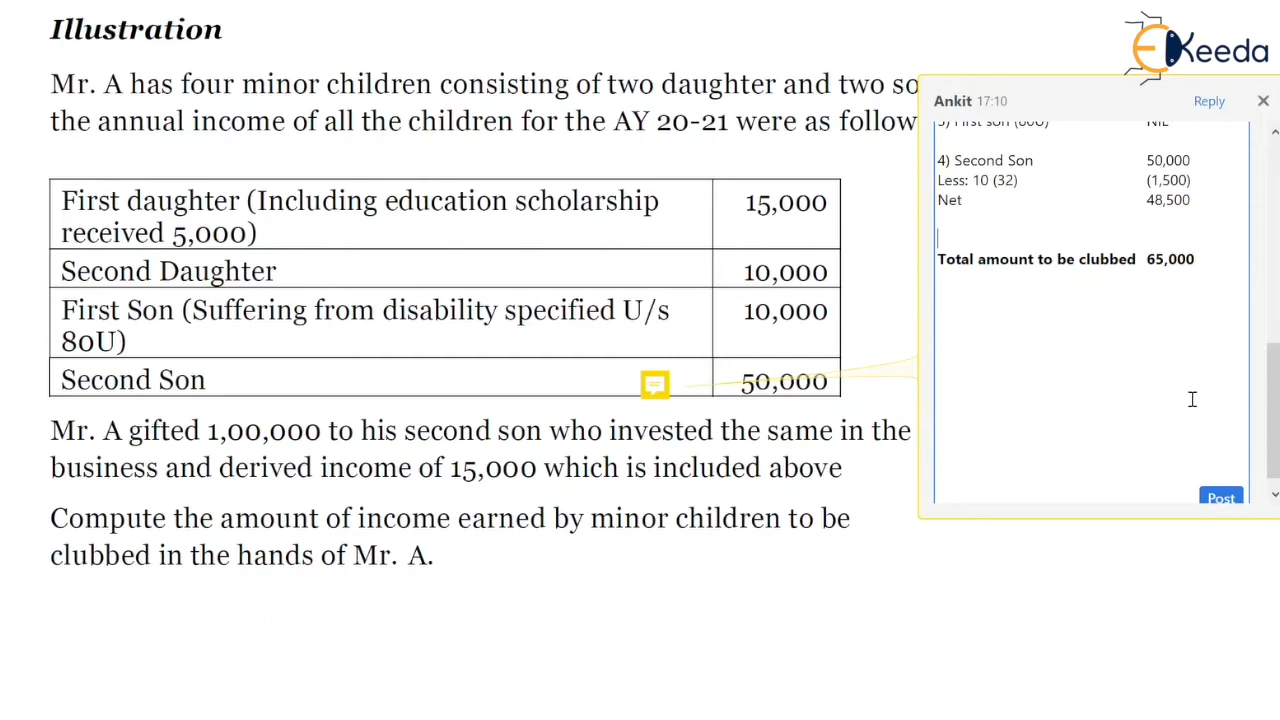 Illustration
Keeda
Mr. A has four minor children consisting of two daughter and two so
the annual income of all the children for the AY 20-21 were as follow
First daughter (Including education scholarship
received 5,000)
15,000
Second Daughter
10,000
First Son (Suffering from disability specified U/s
80U)
10,000
Second Son
50,000
Mr. A gifted 1,00,000 to his second son who invested the same in the
business and derived income of 15,000 which is included above
Compute the amount of income earned by minor children to be
clubbed in the hands of Mr. A.
Ankit 17:10 Reply
3) First son (80U) NIL
4) Second Son 50,000
Less: 10 (32) (1,500)
Net 48,500
Total amount to be clubbed 65,000
Post